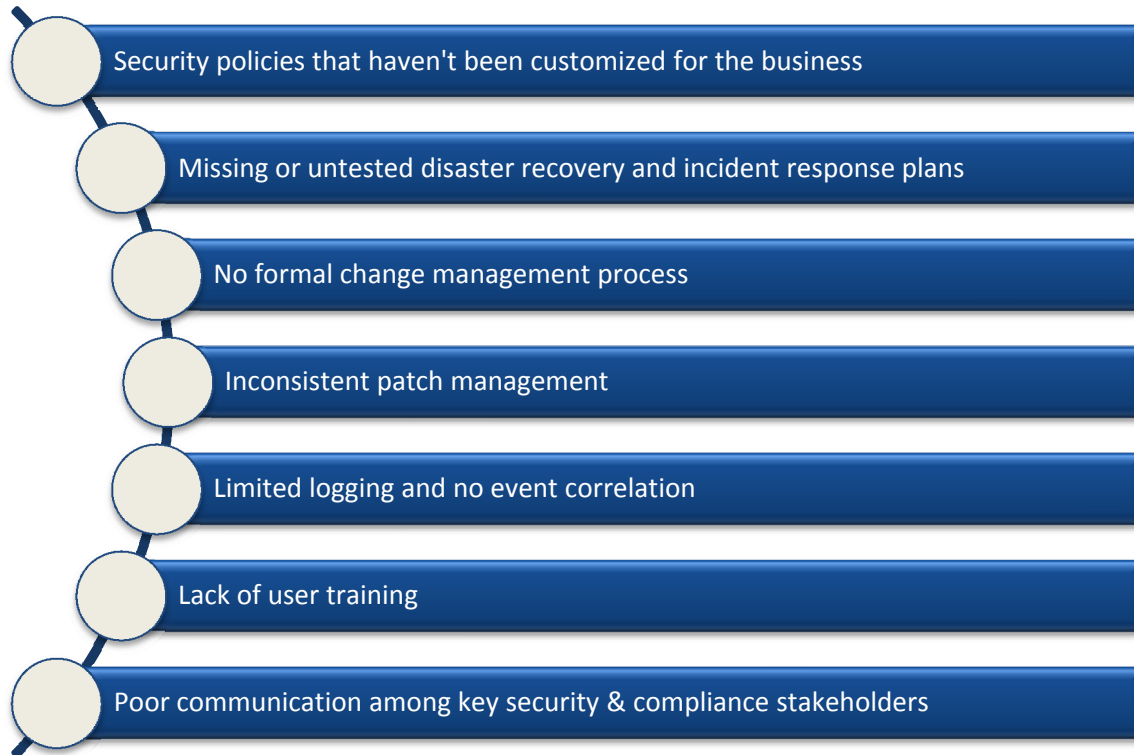 Security policies that haven't been customized for the business
Missing or untested disaster recovery and incident response plans
No formal change management process
Inconsistent patch management
Limited logging and no event correlation
Lack of user training
Poor communication among key security & compliance stakeholders